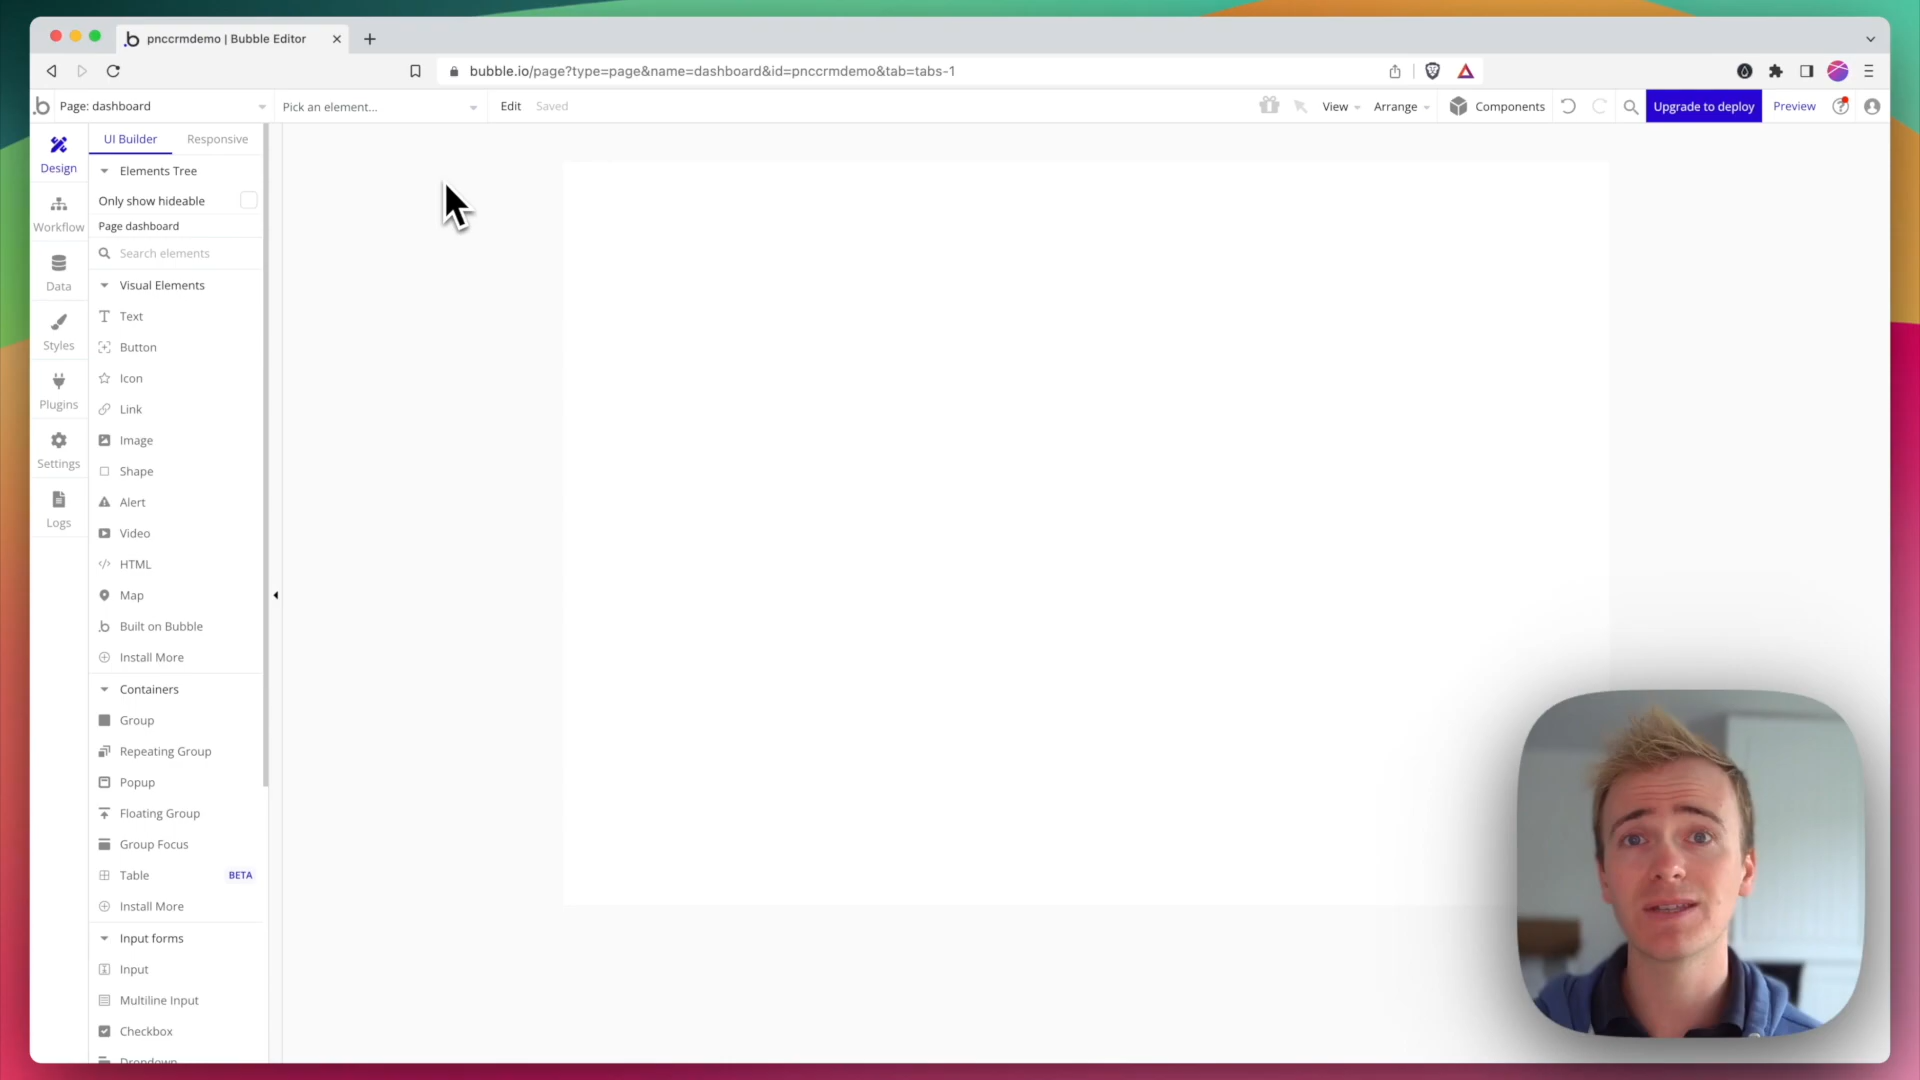 pnccrmdemo | Bubble Editor
bubble.io/page?type=page&name=dashboard&id=pnccrmdemo&tab=tabs-1
Page: dashboard
Pick an element...
Edit
Saved
View
Arrange
Components
Upgrade to deploy
Preview
Design
Workflow
Data
Styles
Plugins
Settings
Logs
UI Builder
Responsive
Elements Tree
Only show hideable
Page dashboard
Search elements
Visual Elements
Text
Button
Icon
Link
Image
Shape
Alert
Video
HTML
Map
Built on Bubble
Install More
Containers
Group
Repeating Group
Popup
Floating Group
Group Focus
Table BETA
Install More
Input forms
Input
Multiline Input
Checkbox
Dropdown